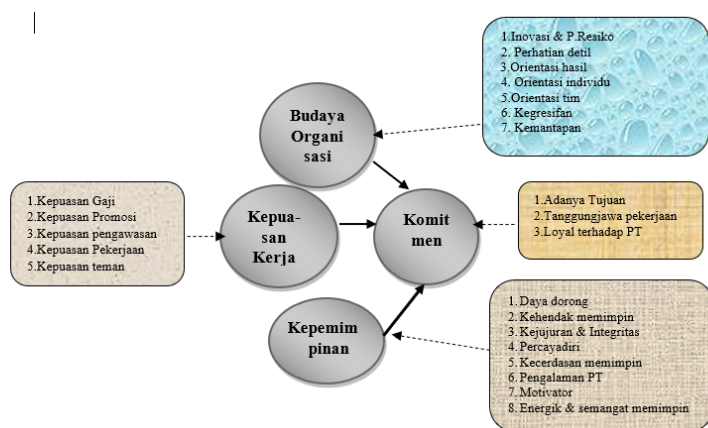 1.Inovasi & P.Resiko
2. Perhatian detil
3.Orientasi hasil
4. Orientasi individu
5.Orientasi tim
6. Kegresifan
7. Kemantapan
Budaya
Organi
sasi
1.Kepuasan Gaji
2.Kepuasan Promosi
3.Kepuasan pengawasan
4.Kepuasan Pekerjaan
5.Kepuasan teman
Kepua-
san
Kerja
Komit
men
1.Adanya Tujuan
2.Tanggungjawa pekerjaan
3.Loyal terhadap PT
Kepemim
pinan
1. Daya dorong
2. Kehendak memimpin
3. Kejujuran & Integritas
4. Percayadiri
5. Kecerdasan memimpin
6. Pengalaman PT
7. Motivator
8. Energik & semangat memimpin